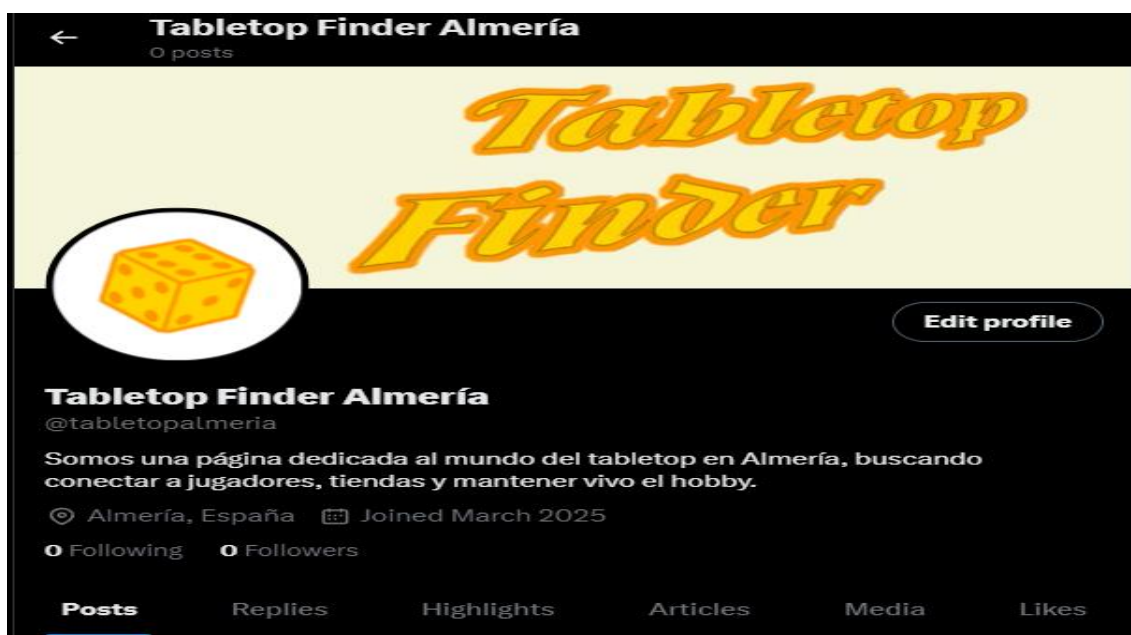 Tabletop Finder Almería
0 posts
Tabletop
Finder
Edit profile
Tabletop Finder Almería
@tabletopalmeria
Somos una página dedicada al mundo del tabletop en Almería, buscando
conectar a jugadores, tiendas y mantener vivo el hobby.
Almería, España Joined March 2025
0 Following 0 Followers
Posts Replies Highlights Articles Media Likes